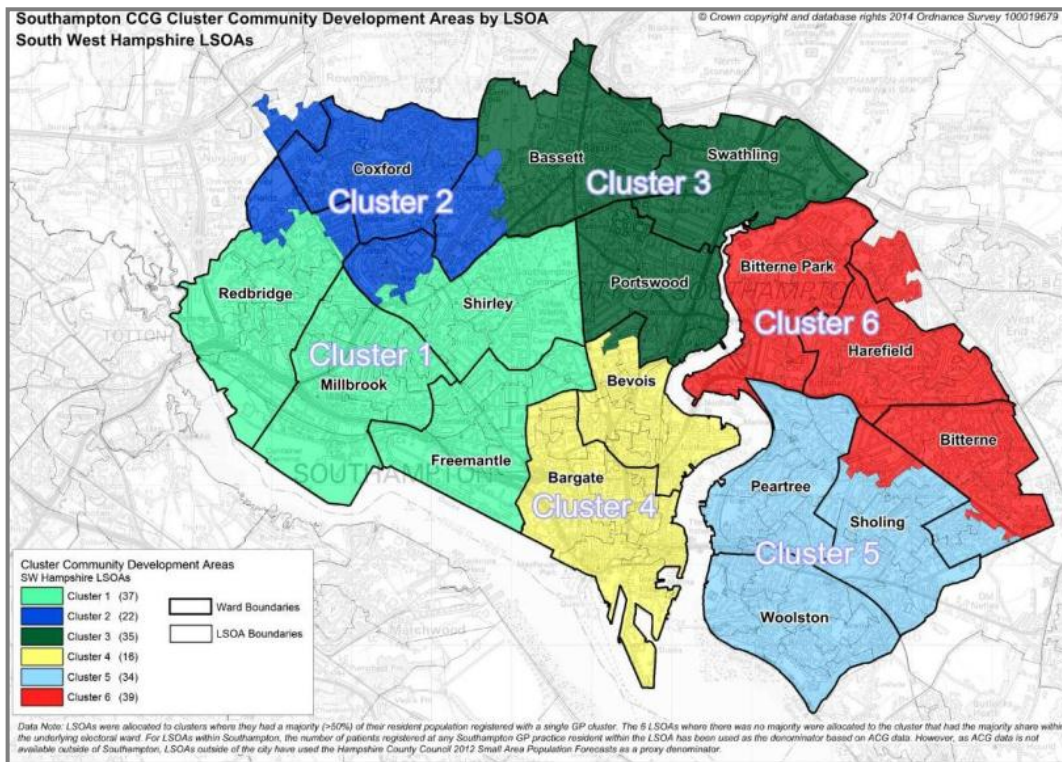 Southampton CCG Cluster Community Development Areas by LSOA
South West Hampshire LSOAs
© Crown copyright and database rights 2014 Ordnance Survey 100019679
Coxford
Cluster 2
Bassett
Swathling
Cluster 3
Redbridge
Shirley
Portswood
Bitterne Park
Cluster 6
Harefield
Cluster 1
Millbrook
Bevois
Bitterne
Freemantle
SOUTHAMPTON
Bargate
Cluster 4
Peartree
Sholing
Cluster 5
Woolston
TOTTON
Marchwood
Rownhams
Cluster Community Development Areas
SW Hampshire LSOAs
Cluster 1 (37)
Cluster 2 (22)
Cluster 3 (35)
Cluster 4 (16)
Cluster 5 (34)
Cluster 6 (39)
Ward Boundaries
LSOA Boundaries
Data Note: LSOAs were allocated to clusters where they had a majority (>50%) of their resident population registered with a single GP cluster. The 6 LSOAs where there was no majority were allocated to the cluster that had the majority share within
the underlying electoral ward. For LSOAs within Southampton, the number of patients registered at any Southampton GP practice resident within the LSOA has been used as the denominator based on ACG data. However, as ACG data is not
available outside of Southampton, LSOAs outside of the city have used the Hampshire County Council 2012 Small Area Population Forecasts as a proxy denominator.